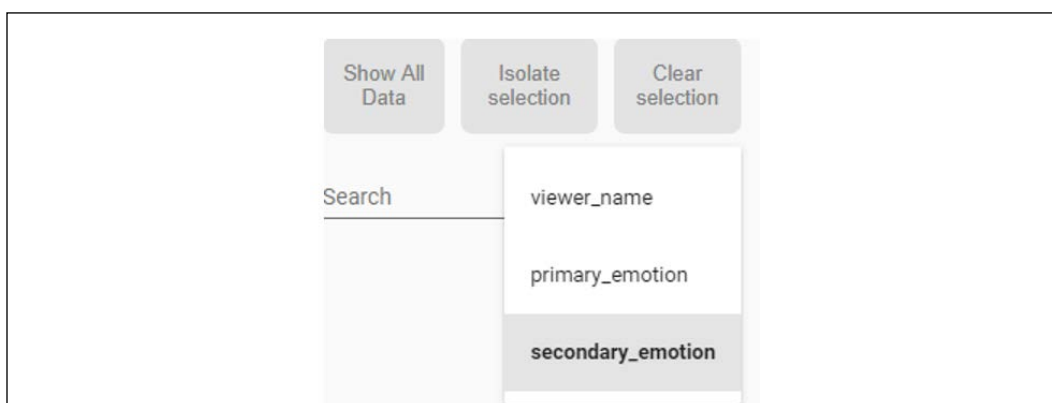 Show All
Data
Isolate
selection
Clear
selection
Search
viewer_name
primary_emotion
secondary_emotion